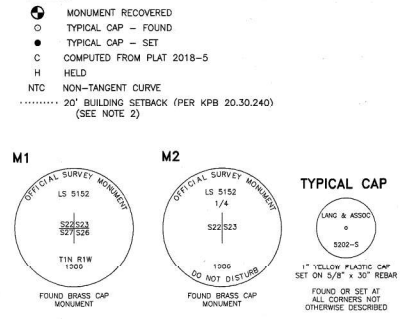 MONUMENT RECOVERED
TYPICAL CAP – FOUND
TYPICAL CAP – SET
C COMPUTED FROM PLAT 2018-5
H HELD
NTC NON-TANGENT CURVE
20' BUILDING SETBACK (PER KPB 20.30.240)
(SEE NOTE 2)
M1
OFFICIAL SURVEY MONUMENT
LS 5152
S22 S23
S27 S26
T1N R1W
FOUND BRASS CAP
MONUMENT
M2
OFFICIAL SURVEY MONUMENT
LS 5152
1/4
S22 S23
DO NOT DISTURB
FOUND BRASS CAP
MONUMENT
TYPICAL CAP
LANG & ASSOC
5202-S
1" YELLOW PLASTIC CAP
SET ON 5/8" x 30" REBAR
FOUND OR SET AT
ALL CORNERS NOT
OTHERWISE DESCRIBED